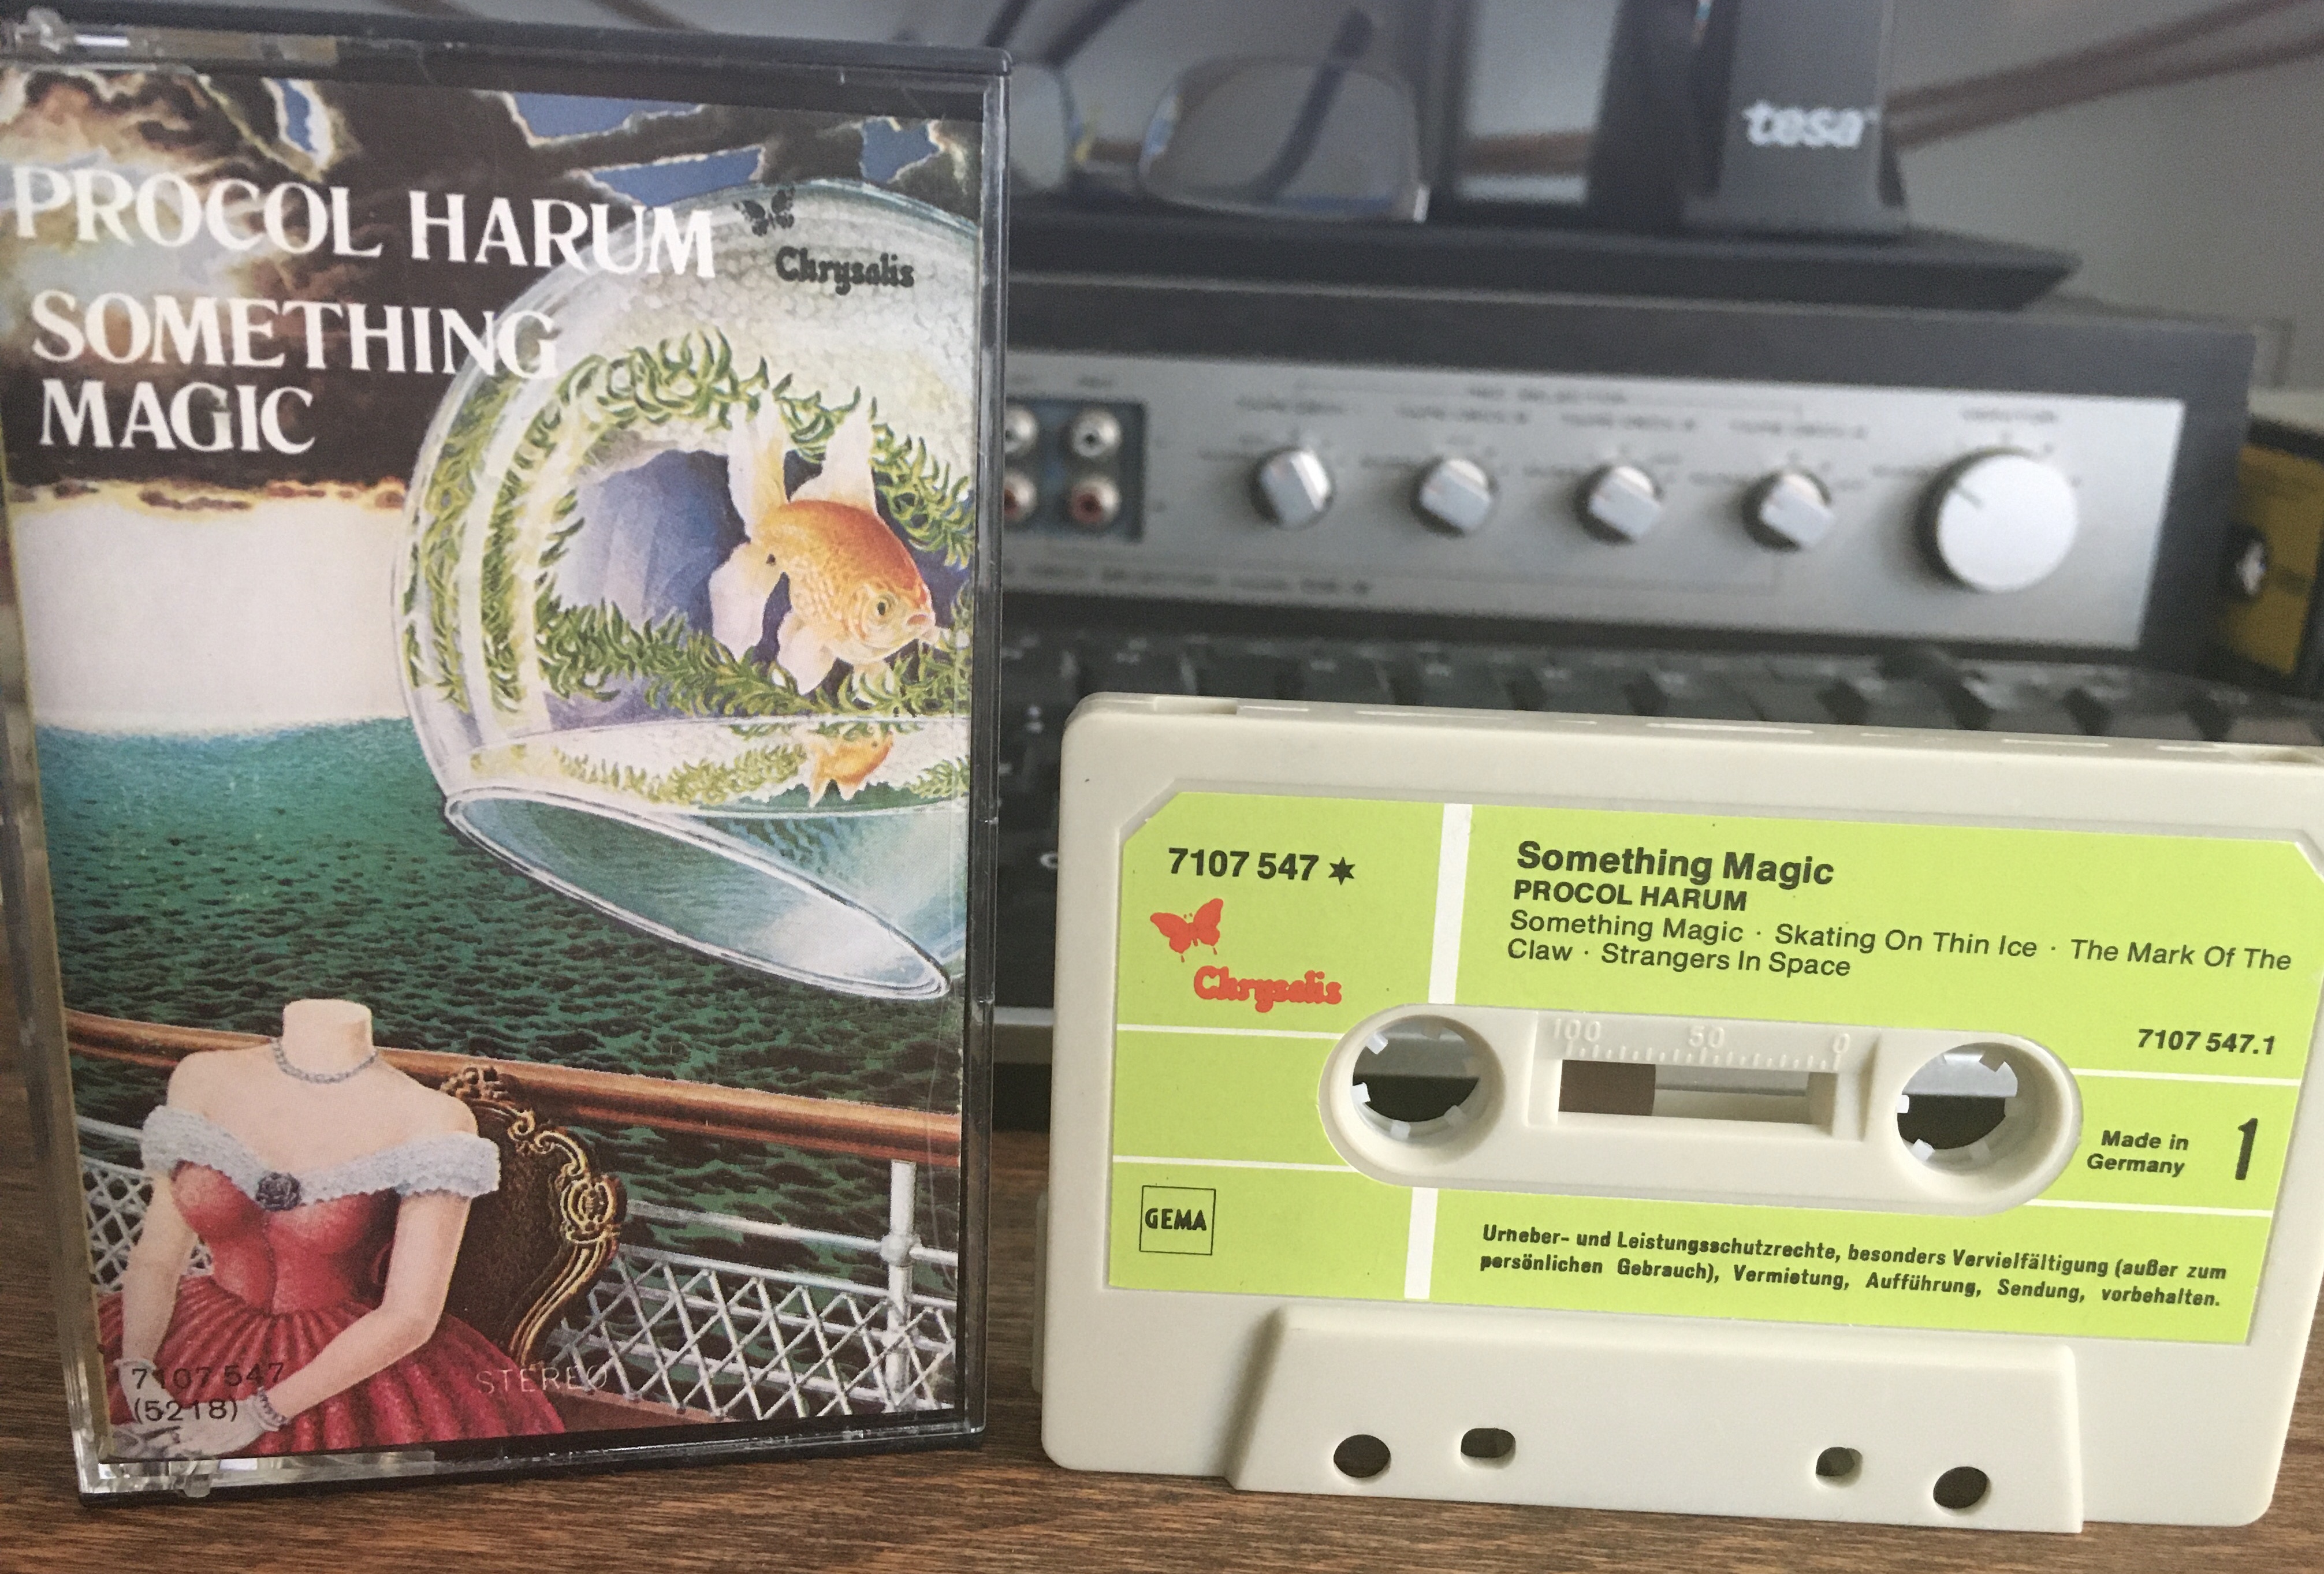 PROCOL HARUM
SOMETHING
MAGIC
Chrysalis
7107 547
(5218)
STEREO
tesa
7107 547 ✶
Chrysalis
Something Magic
PROCOL HARUM
Something Magic · Skating On Thin Ice · The Mark Of The
Claw · Strangers In Space
100 50 0
7107 547.1
Made in
Germany
1
GEMA
Urheber- und Leistungsschutzrechte, besonders Vervielfältigung (außer zum
persönlichen Gebrauch), Vermietung, Aufführung, Sendung, vorbehalten.